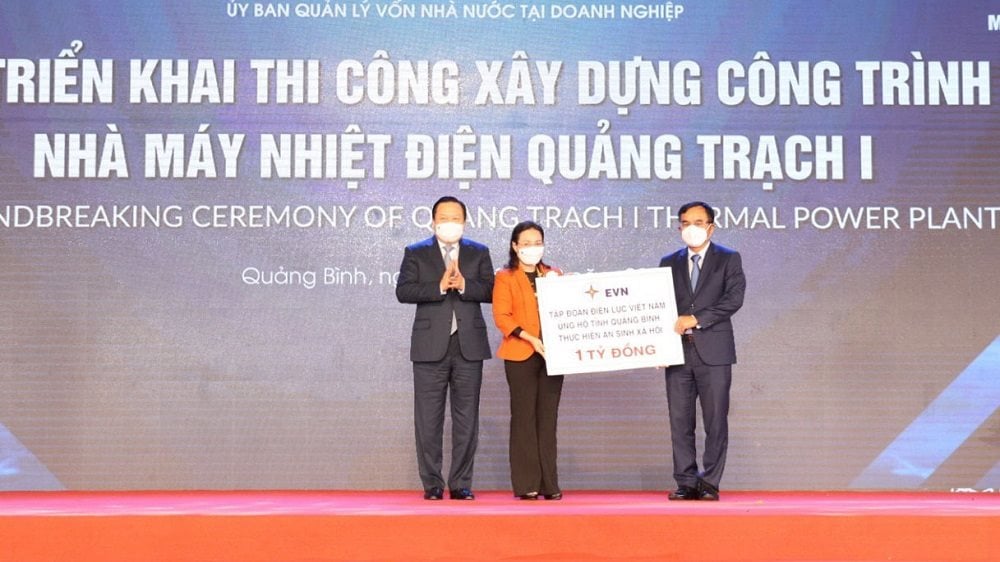 ỦY BAN QUẢN LÝ VỐN NHÀ NƯỚC TẠI DOANH NGHIỆP
M
TRIỂN KHAI THI CÔNG XÂY DỰNG CÔNG TRÌNH
NHÀ MÁY NHIỆT ĐIỆN QUẢNG TRẠCH I
NDBREAKING CEREMONY OF QUANG TRACH I THERMAL POWER PLANT
Quảng Bình,
EVN
TẬP ĐOÀN ĐIỆN LỰC VIỆT NAM
ỦNG HỘ TỈNH QUẢNG BÌNH
THỰC HIỆN AN SINH XÃ HỘI
1 TỶ ĐỒNG